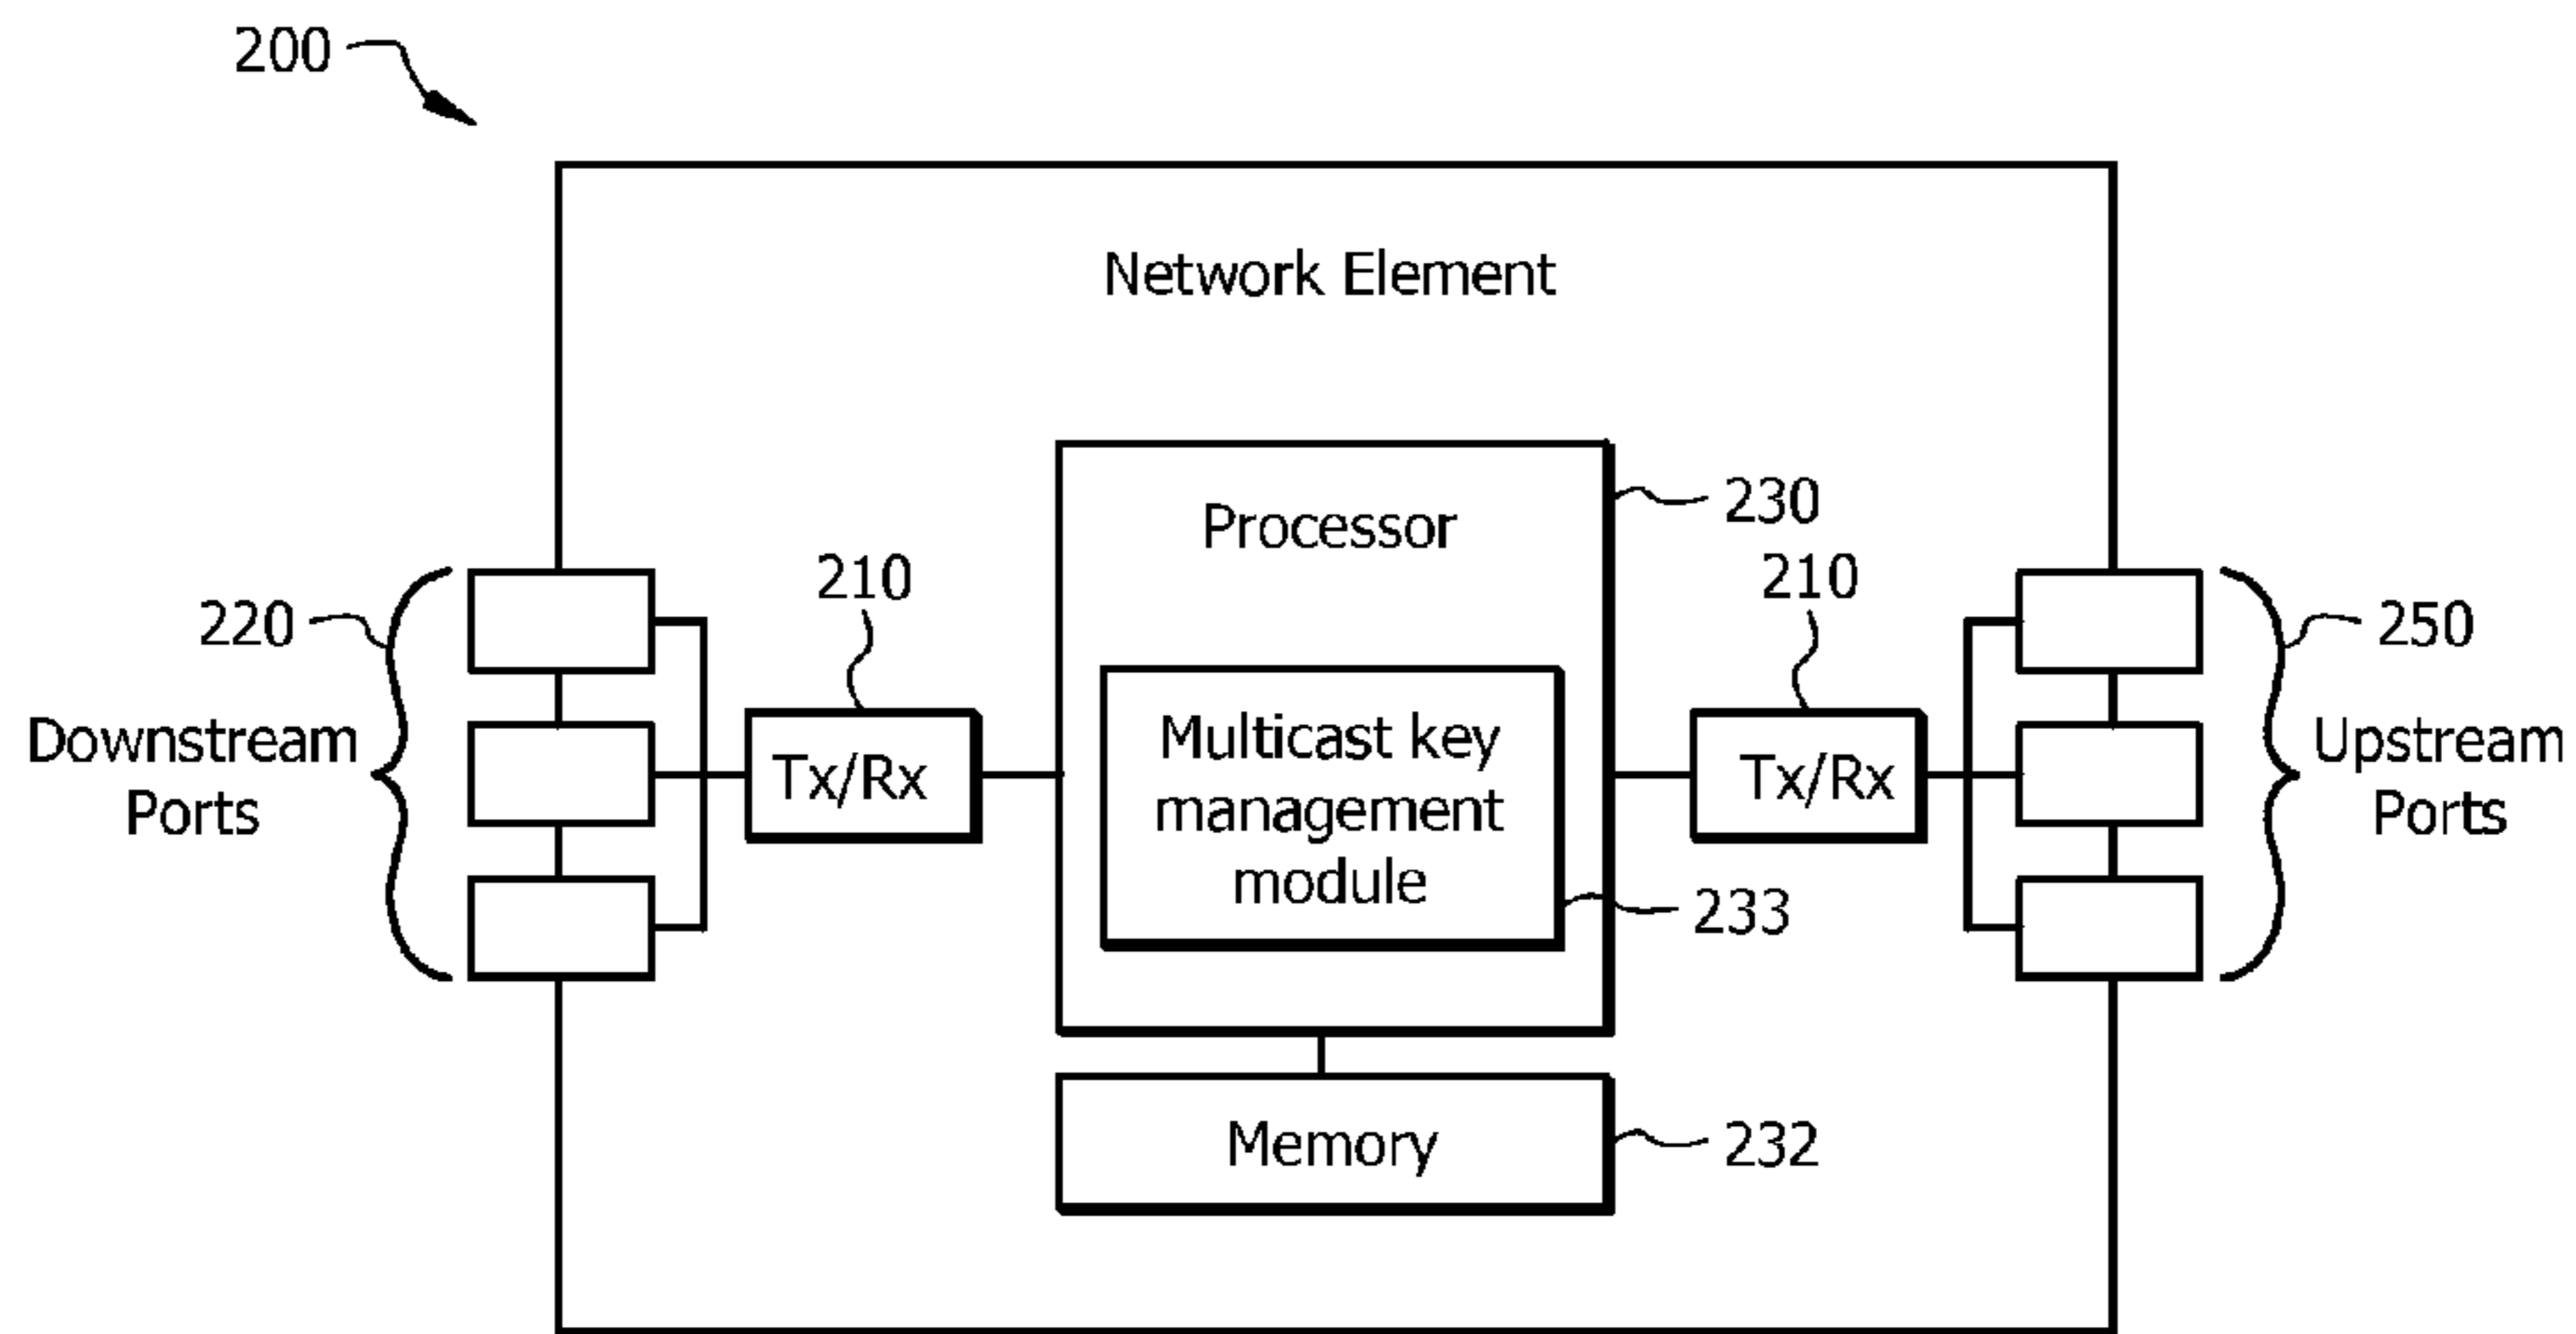 200
Network Element
Processor
230
210
210
220
250
Downstream
Ports
Tx/Rx
Multicast key
management
module
Tx/Rx
Upstream
Ports
233
Memory
232